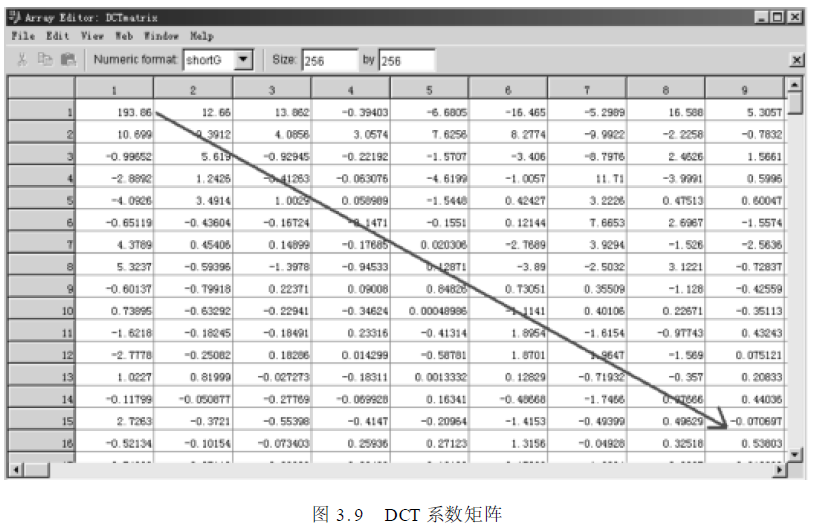 Array Editor: DCTmatrix
File Edit View Web Window Help
Numeric format: shortG Size: 256 by 256
1 2 3 4 5 6 7 8 9
1 193.86 12.66 13.862 -0.39403 -6.6805 -16.465 -5.2989 16.588 5.3057
2 10.699 9.3912 4.0856 3.0574 7.6256 8.2774 -9.9922 -2.2258 -0.7832
3 -0.99652 5.619 -0.92945 -0.22192 -1.5707 -3.406 -8.7976 2.4626 1.5661
4 -2.8892 1.2426 -0.41263 -0.063076 -4.6199 -1.0057 11.71 -3.9991 0.5996
5 -4.0926 3.4914 1.0029 0.058989 -1.5448 0.42427 3.2226 0.47513 0.60047
6 -0.65119 -0.43604 -0.16724 -0.1471 -0.1551 0.12144 7.6653 2.6967 -1.5574
7 4.3789 0.45406 0.14899 -0.17685 0.020306 -2.7689 3.9294 -1.526 -2.5636
8 5.3237 -0.59396 -1.3978 -0.94533 0.12871 -3.89 -2.5032 3.1221 -0.72837
9 -0.60137 -0.79918 0.22371 0.09008 0.84826 0.73051 0.35509 -1.128 -0.42559
10 0.73895 -0.63292 -0.22941 -0.34624 0.00048986 -1.1141 0.40106 0.22671 -0.35113
11 -1.6218 -0.18245 -0.18491 0.23316 -0.41314 1.8954 -1.6154 -0.97743 0.43243
12 -2.7778 -0.25082 0.18286 0.014299 -0.58781 1.8701 1.9647 -1.569 0.075121
13 1.0227 0.81999 -0.027273 -0.18311 0.0013332 0.12829 -0.71932 -0.357 0.20833
14 -0.11799 -0.050877 -0.27769 -0.069928 0.16341 -0.48668 -1.7466 0.44036
15 2.7263 -0.3721 -0.55398 -0.4147 -0.20964 -1.4153 -0.49399 0.49629 -0.070697
16 -0.52134 -0.10154 -0.073403 0.25936 0.27123 1.3156 -0.04928 0.32518 0.53803
图 3.9 DCT 系数矩阵